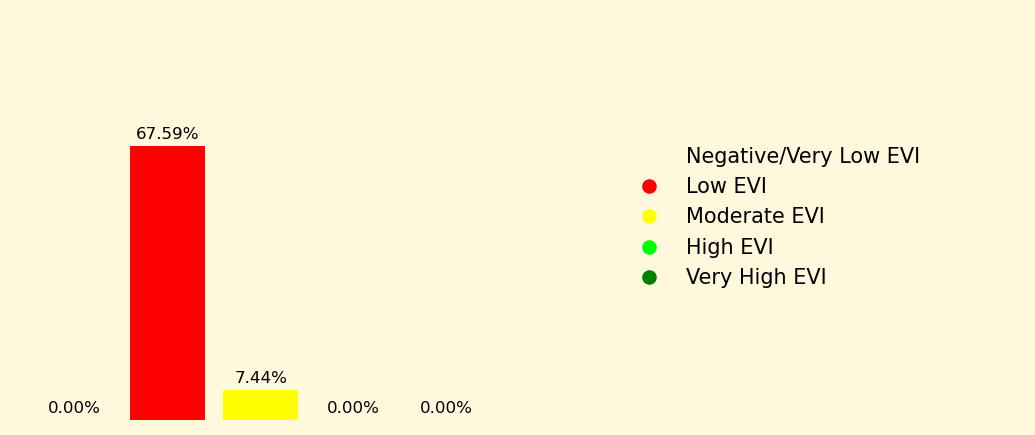 67.59%
7.44%
0.00%
0.00%
0.00%
Negative/Very Low EVI
Low EVI
Moderate EVI
High EVI
Very High EVI